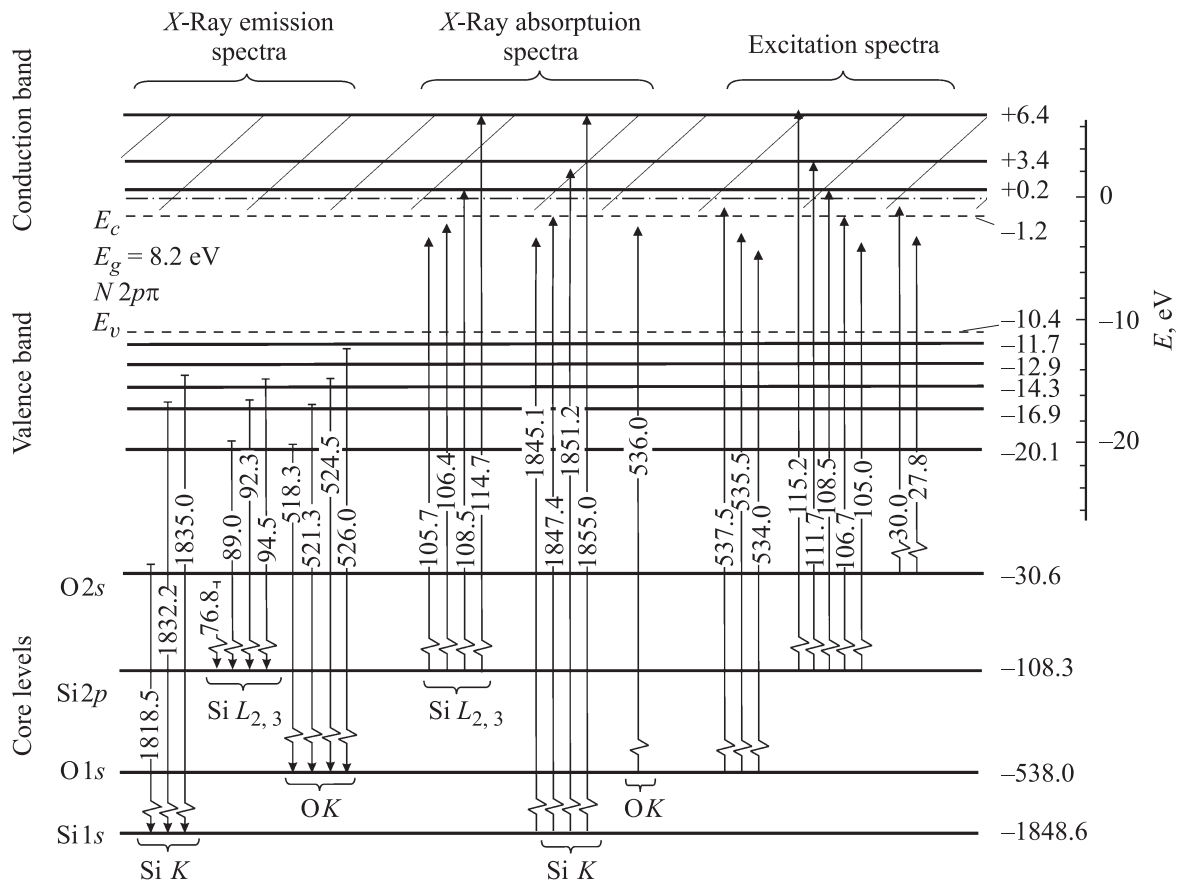 X-Ray emission
spectra
X-Ray absorptuion
spectra
Excitation spectra
Conduction band
Valence band
Core levels
E_c
E_g = 8.2 eV
N 2pπ
E_v
O2s
Si2p
O1s
Si1s
+6.4
+3.4
+0.2
–1.2
–10.4
–11.7
–12.9
–14.3
–16.9
–20.1
–30.6
–108.3
–538.0
–1848.6
0
–10
–20
E, eV
1818.5
1832.2
1835.0
76.8
89.0
92.3
94.5
518.3
521.3
524.5
526.0
105.7
106.4
108.5
114.7
1845.1
1847.4
1851.2
1855.0
536.0
537.5
535.5
534.0
115.2
111.7
108.5
106.7
105.0
30.0
27.8
Si L2, 3
Si L2, 3
OK
OK
Si K
Si K